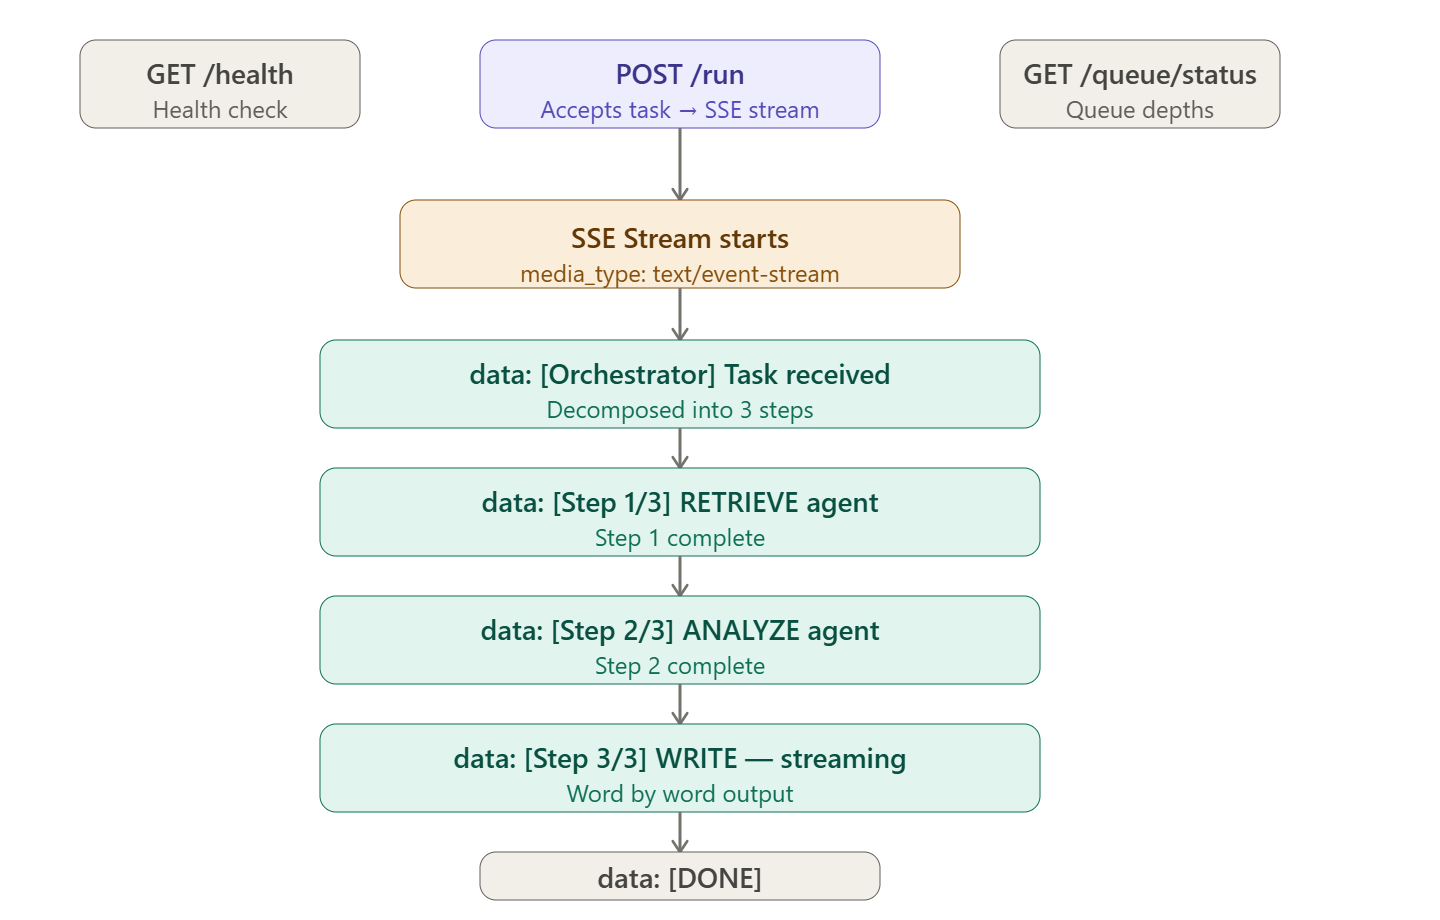 GET /health
Health check
POST /run
Accepts task → SSE stream
GET /queue/status
Queue depths
SSE Stream starts
media_type: text/event-stream
data: [Orchestrator] Task received
Decomposed into 3 steps
data: [Step 1/3] RETRIEVE agent
Step 1 complete
data: [Step 2/3] ANALYZE agent
Step 2 complete
data: [Step 3/3] WRITE — streaming
Word by word output
data: [DONE]